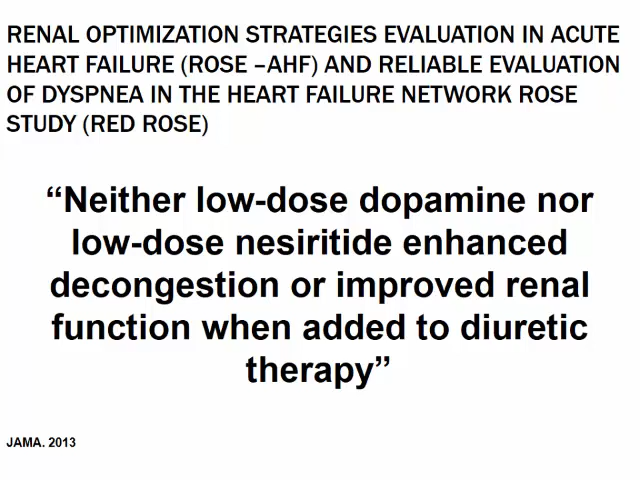 RENAL OPTIMIZATION STRATEGIES EVALUATION IN ACUTE
HEART FAILURE (ROSE –AHF) AND RELIABLE EVALUATION
OF DYSPNEA IN THE HEART FAILURE NETWORK ROSE
STUDY (RED ROSE)
“Neither low-dose dopamine nor
low-dose nesiritide enhanced
decongestion or improved renal
function when added to diuretic
therapy”
JAMA. 2013